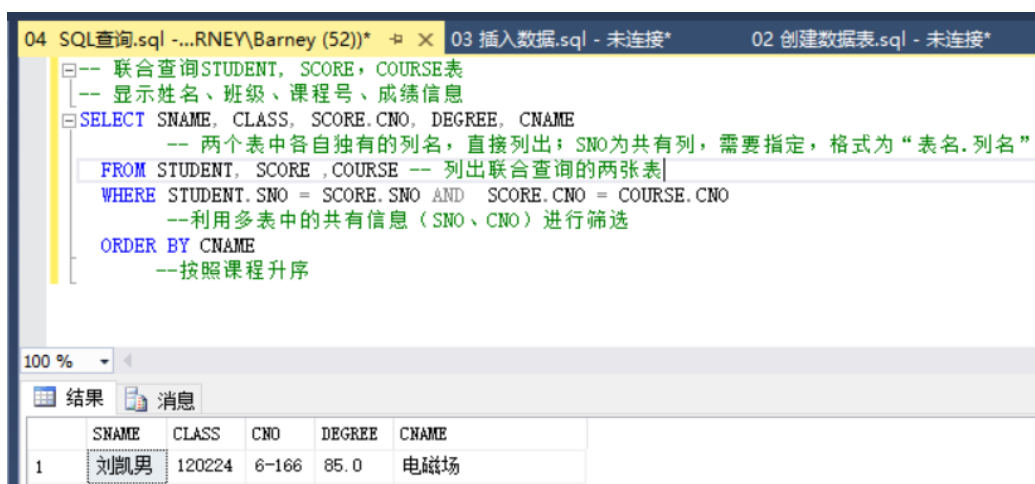 04 SQL查询.sql -...RNEY\Barney (52))* 03 插入数据.sql - 未连接* 02 创建数据表.sql - 未连接*
-- 联合查询STUDENT, SCORE，COURSE表
-- 显示姓名、班级、课程号、成绩信息
SELECT SNAME, CLASS, SCORE.CNO, DEGREE, CNAME
-- 两个表中各自独有的列名，直接列出；SNO为共有列，需要指定，格式为“表名.列名”
FROM STUDENT, SCORE ,COURSE -- 列出联合查询的两张表
WHERE STUDENT.SNO = SCORE.SNO AND SCORE.CNO = COURSE.CNO
--利用多表中的共有信息（SNO、CNO）进行筛选
ORDER BY CNAME
--按照课程升序
100 %
结果 消息
SNAME CLASS CNO DEGREE CNAME
1 刘凯男 120224 6-166 85.0 电磁场